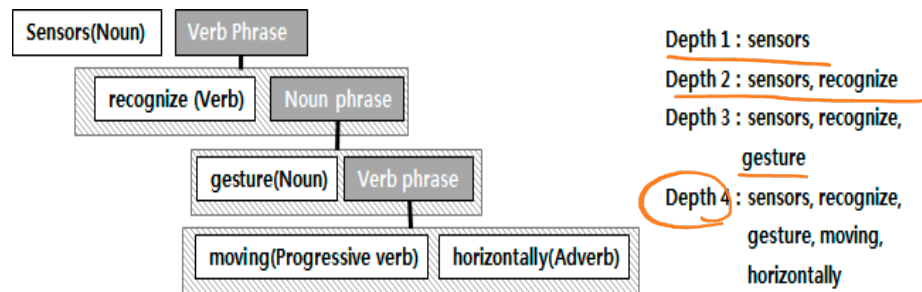 Sensors(Noun) Verb Phrase
recognize (Verb) Noun phrase
gesture(Noun) Verb phrase
moving(Progressive verb) horizontally(Adverb)
Depth 1 : sensors
Depth 2 : sensors, recognize
Depth 3 : sensors, recognize,
gesture
Depth 4 : sensors, recognize,
gesture, moving,
horizontally